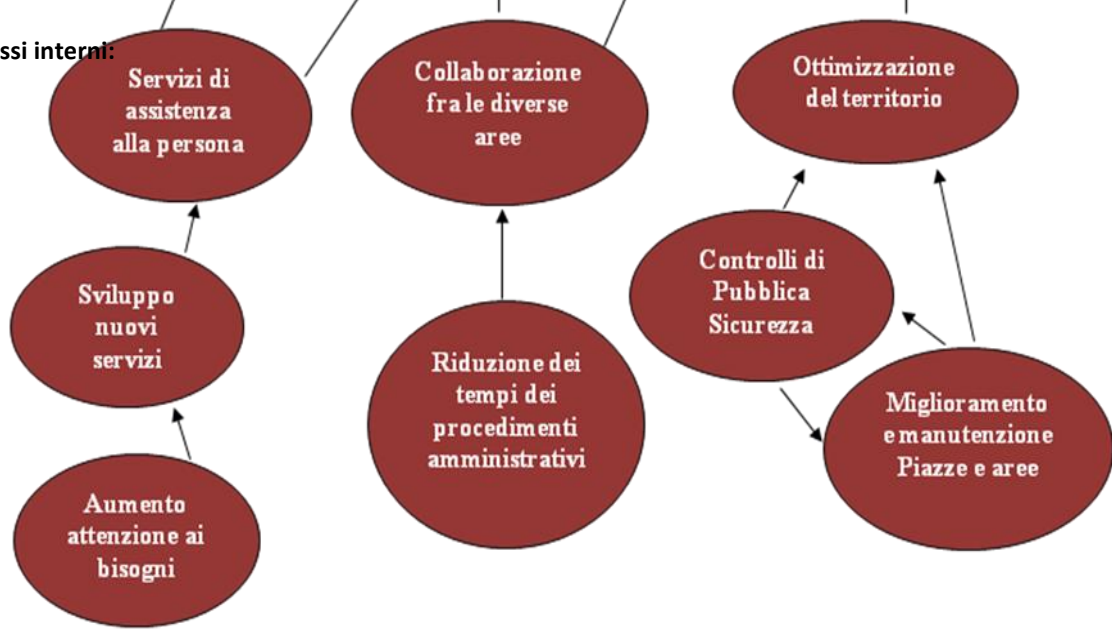 ssi interni:
Servizi di
assistenza
alla persona
Collaborazione
fra le diverse
aree
Ottimizzazione
del territorio
Sviluppo
nuovi
servizi
Riduzione dei
tempi dei
procedimenti
amministrativi
Controlli di
Pubblica
Sicurezza
Miglioramento
e manutenzione
Piazze e aree
Aumento
attenzione ai
bisogni